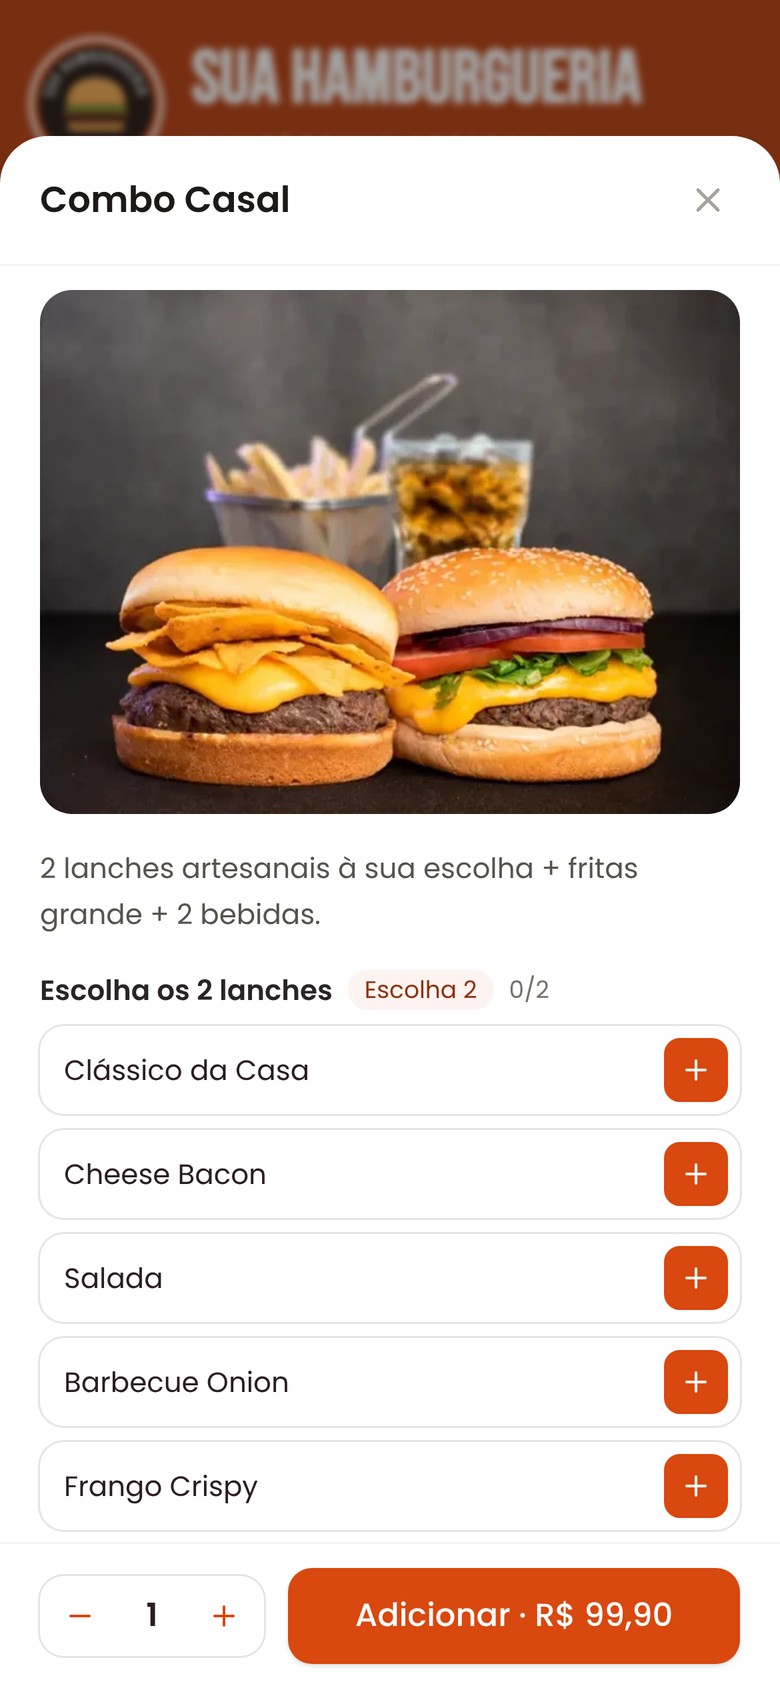 SUA HAMBURGUERIA
Combo Casal
2 lanches artesanais à sua escolha + fritas
grande + 2 bebidas.
Escolha os 2 lanches Escolha 2 0/2
Clássico da Casa +
Cheese Bacon +
Salada +
Barbecue Onion +
Frango Crispy +
− 1 + Adicionar · R$ 99,90